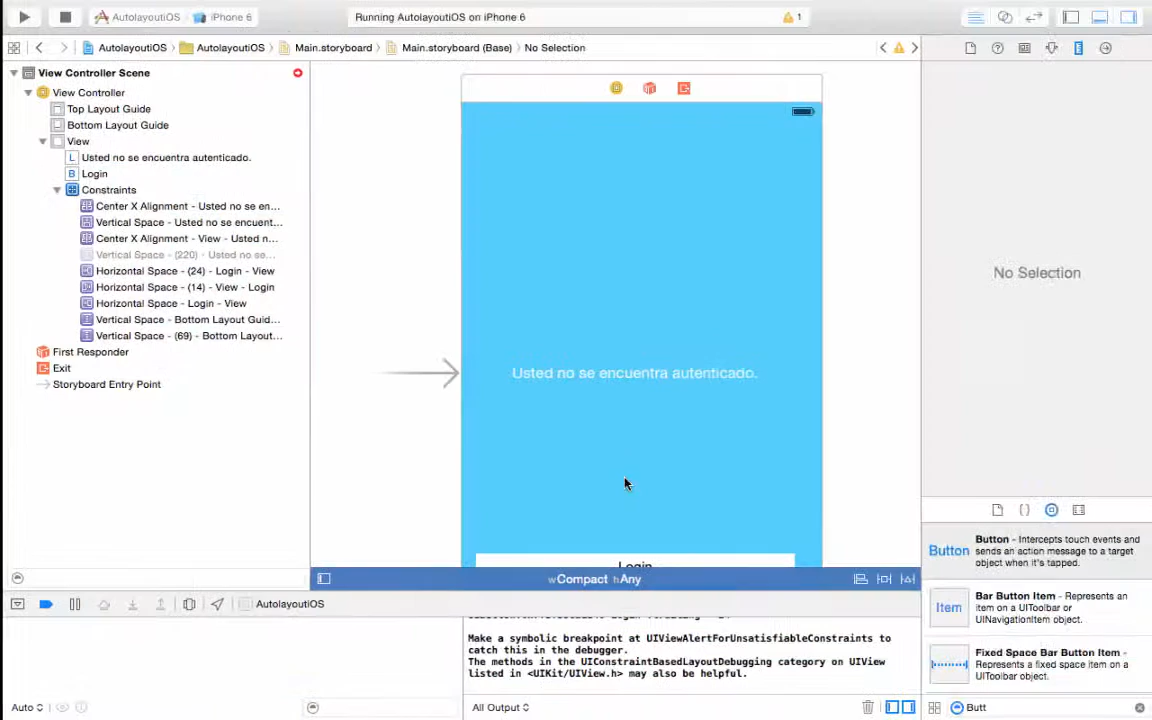 AutolayoutiOS
iPhone 6
Running AutolayoutiOS on iPhone 6
1
AutolayoutiOS
AutolayoutiOS
Main.storyboard
Main.storyboard (Base)
No Selection
View Controller Scene
View Controller
Top Layout Guide
Bottom Layout Guide
View
L Usted no se encuentra autenticado.
B Login
Constraints
Center X Alignment - Usted no se en...
Vertical Space - Usted no se encuent...
Center X Alignment - View - Usted n...
Vertical Space - (220) - Usted no se...
Horizontal Space - (24) - Login - View
Horizontal Space - (14) - View - Login
Horizontal Space - Login - View
Vertical Space - Bottom Layout Guid...
Vertical Space - (69) - Bottom Layout...
First Responder
Exit
Storyboard Entry Point
Usted no se encuentra autenticado.
Login
wCompact hAny
No Selection
Button
Button - Intercepts touch events and
sends an action message to a target
object when it's tapped.
Item
Bar Button Item - Represents an
item on a UIToolbar or
UINavigationItem object.
Fixed Space Bar Button Item -
Represents a fixed space item on a
UIToolbar object.
Butt
AutolayoutiOS
Make a symbolic breakpoint at UIViewAlertForUnsatisfiableConstraints to
catch this in the debugger.
The methods in the UIConstraintBasedLayoutDebugging category on UIView
listed in <UIKit/UIView.h> may also be helpful.
Auto
All Output